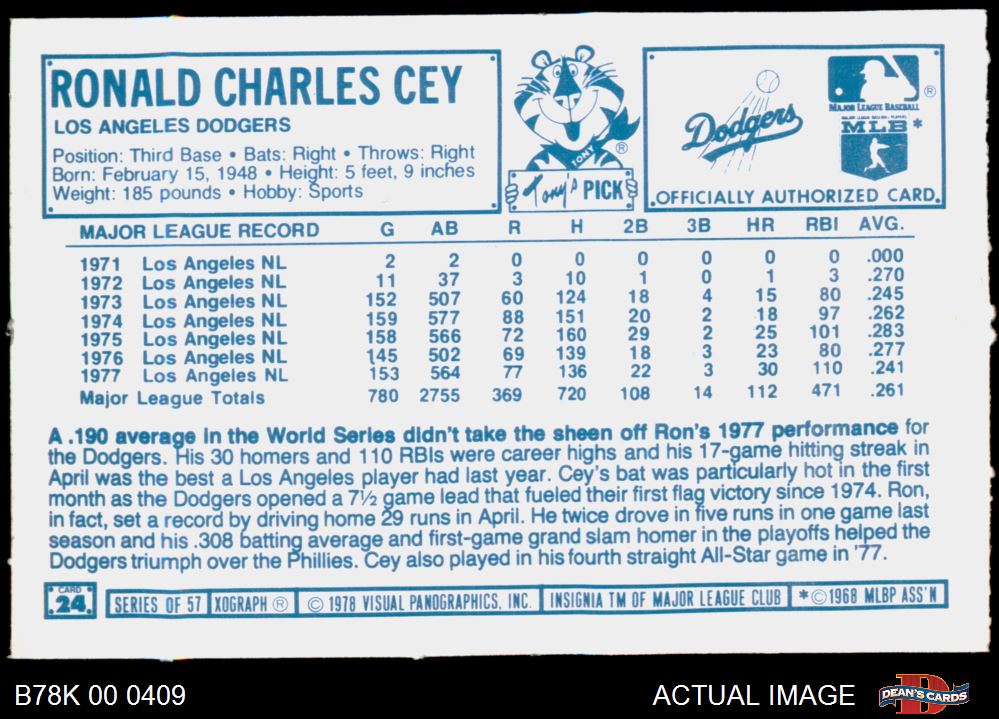 RONALD CHARLES CEY
LOS ANGELES DODGERS
Position: Third Base • Bats: Right • Throws: Right
Born: February 15, 1948 • Height: 5 feet, 9 inches
Weight: 185 pounds • Hobby: Sports
TONY
®
Tony's PICK
Dodgers
®
MAJOR LEAGUE BASEBALL
MAJOR LEAGUE BASEBALL PLAYERS
MLB*
OFFICIALLY AUTHORIZED CARD.
MAJOR LEAGUE RECORD G AB R H 2B 3B HR RBI AVG.
1971 Los Angeles NL 2 2 0 0 0 0 0 0 .000
1972 Los Angeles NL 11 37 3 10 1 0 1 3 .270
1973 Los Angeles NL 152 507 60 124 18 4 15 80 .245
1974 Los Angeles NL 159 577 88 151 20 2 18 97 .262
1975 Los Angeles NL 158 566 72 160 29 2 25 101 .283
1976 Los Angeles NL 145 502 69 139 18 3 23 80 .277
1977 Los Angeles NL 153 564 77 136 22 3 30 110 .241
Major League Totals 780 2755 369 720 108 14 112 471 .261
A .190 average in the World Series didn't take the sheen off Ron's 1977 performance for
the Dodgers. His 30 homers and 110 RBIs were career highs and his 17-game hitting streak in
April was the best a Los Angeles player had last year. Cey's bat was particularly hot in the first
month as the Dodgers opened a 7½ game lead that fueled their first flag victory since 1974. Ron,
in fact, set a record by driving home 29 runs in April. He twice drove in five runs in one game last
season and his .308 batting average and first-game grand slam homer in the playoffs helped the
Dodgers triumph over the Phillies. Cey also played in his fourth straight All-Star game in '77.
CARD
24
SERIES OF 57 XOGRAPH ® © 1978 VISUAL PANOGRAPHICS, INC. INSIGNIA TM OF MAJOR LEAGUE CLUB *©1968 MLBP ASS'N
B78K 00 0409
ACTUAL IMAGE
DEAN'S CARDS